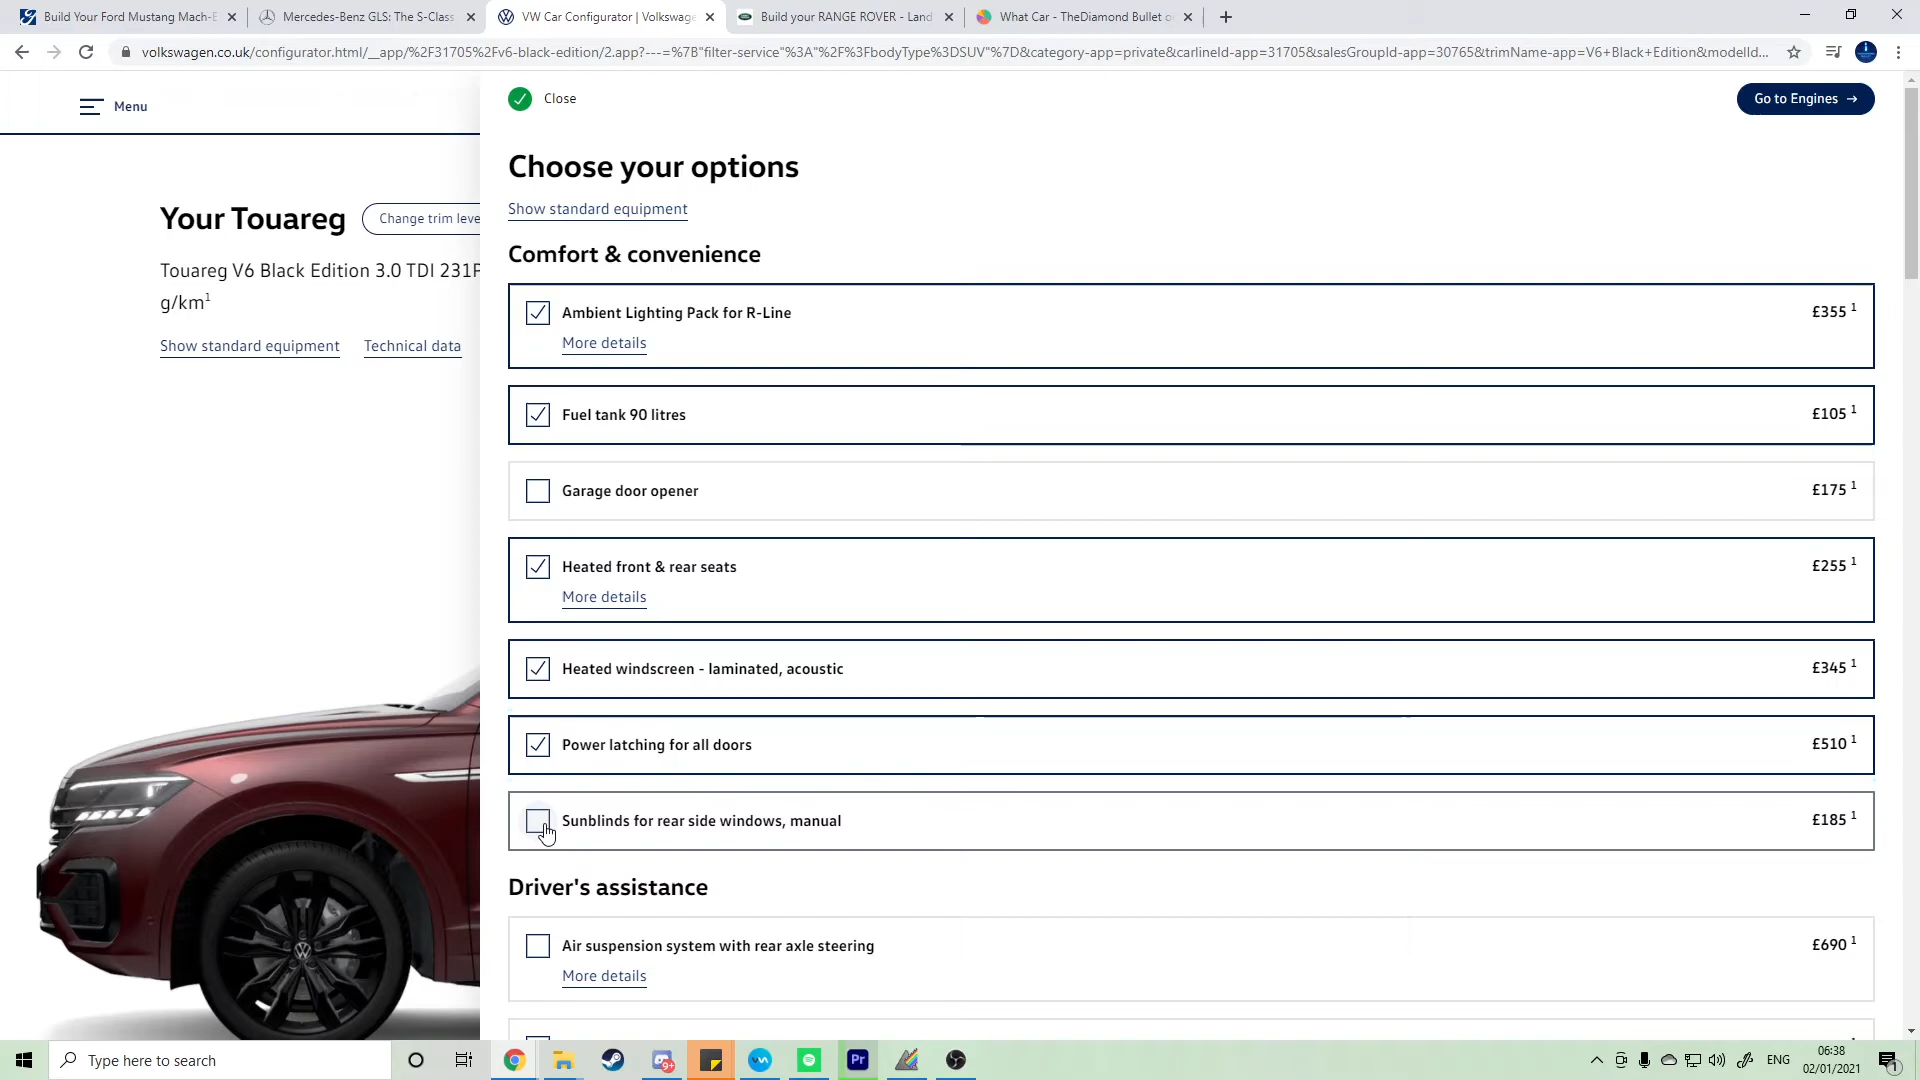 Build Your Ford Mustang Mach-E
Mercedes-Benz GLS: The S-Class
VW Car Configurator | Volkswage
Build your RANGE ROVER - Land
What Car - TheDiamond Bullet o
volkswagen.co.uk/configurator.html/__app/%2F31705%2Fv6-black-edition/2.app?---=%7B"filter-service"%3A"%2F%3FbodyType%3DSUV"%7D&category-app=private&carlineId-app=31705&salesGroupId-app=30765&trimName-app=V6+Black+Edition&modelId...
Menu
Close
Go to Engines →
Choose your options
Show standard equipment
Your Touareg
Change trim leve
Touareg V6 Black Edition 3.0 TDI 231P
g/km1
Show standard equipment
Technical data
Comfort & convenience
Ambient Lighting Pack for R-Line £355 1
More details
Fuel tank 90 litres £105 1
Garage door opener £175 1
Heated front & rear seats £255 1
More details
Heated windscreen - laminated, acoustic £345 1
Power latching for all doors £510 1
Sunblinds for rear side windows, manual £185 1
Driver's assistance
Air suspension system with rear axle steering £690 1
More details
Type here to search
9+
Pr
ENG
06:38
02/01/2021
1